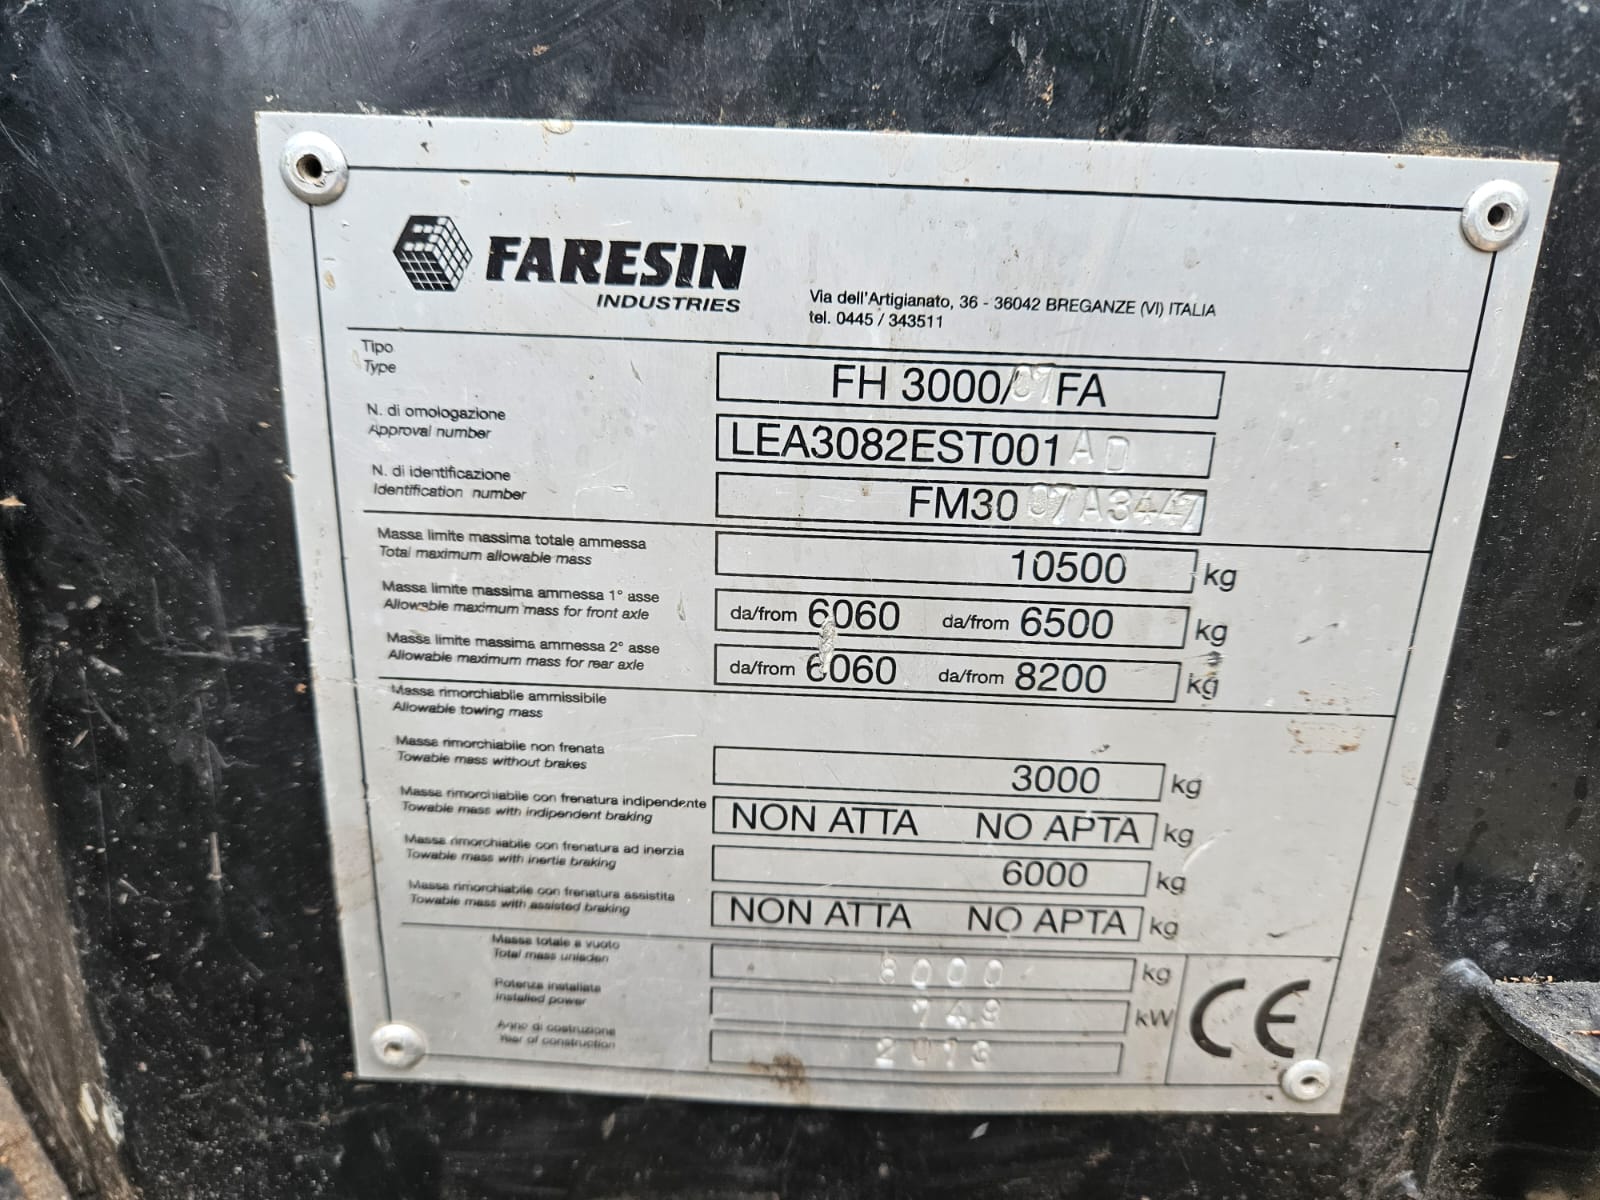 FARESIN
INDUSTRIES
Via dell'Artigianato, 36 - 36042 BREGANZE (VI) ITALIA
tel. 0445 / 343511
Tipo
Type
FH 3000/07 FA
N. di omologazione
Approval number
LEA3082EST001 A D
N. di identificazione
Identification number
FM30 07A3447
Massa limite massima totale ammessa
Total maximum allowable mass
10500 kg
Massa limite massima ammessa 1° asse
Allowable maximum mass for front axle
da/from 6060 da/from 6500 kg
Massa limite massima ammessa 2° asse
Allowable maximum mass for rear axle
da/from 6060 da/from 8200 kg
Massa rimorchiabile ammissibile
Allowable towing mass
Massa rimorchiabile non frenata
Towable mass without brakes
3000 kg
Massa rimorchiabile con frenatura indipendente
Towable mass with indipendent braking
NON ATTA NO APTA kg
Massa rimorchiabile con frenatura ad inerzia
Towable mass with inertie braking
6000 kg
Massa rimorchiabile con frenatura assistita
Towable mass with assisted braking
NON ATTA NO APTA kg
Massa totale a vuoto
Total mass unladen
8000 kg
Potenza installata
Installed power
74.9 kW
Anno di costruzione
Year of construction
2013
CE